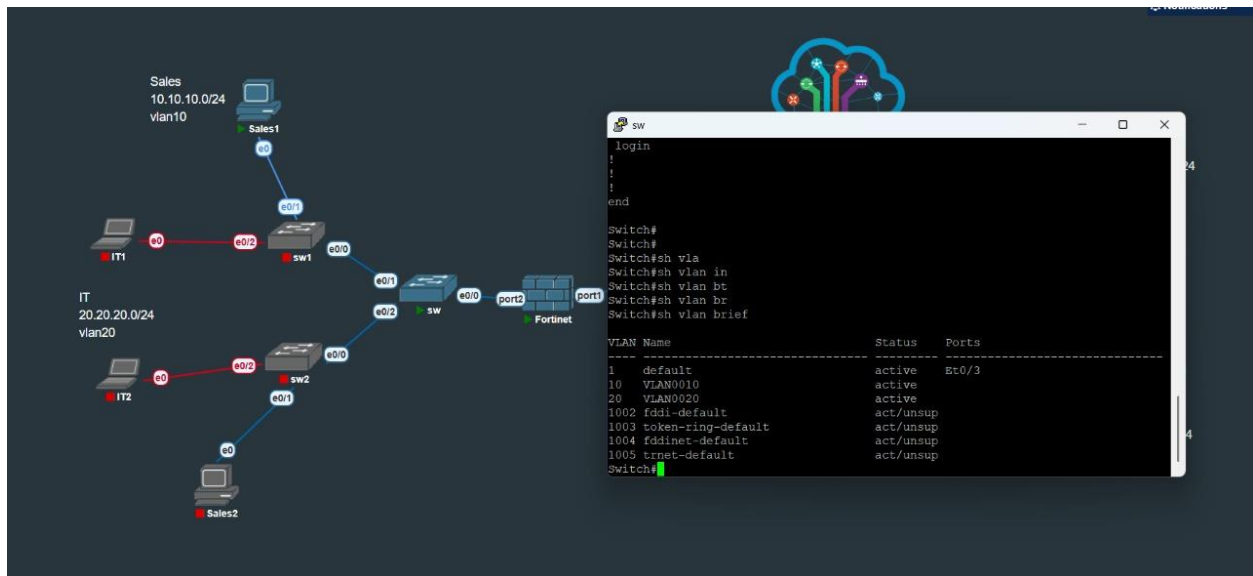 Notifications
Sales
10.10.10.0/24
vlan10
Sales1
e0
e0/1
IT1
e0
e0/2
sw1
e0/0
e0/1
sw
e0/0
port2
Fortinet
port1
e0/2
IT
20.20.20.0/24
vlan20
IT2
e0
e0/2
sw2
e0/0
e0/1
e0
Sales2
sw
login
!
!
!
end
Switch#
Switch#
Switch#sh vla
Switch#sh vlan in
Switch#sh vlan bt
Switch#sh vlan br
Switch#sh vlan brief
VLAN Name Status Ports
---- -------------------------------- --------- -------------------------------
1 default active Et0/3
10 VLAN0010 active
20 VLAN0020 active
1002 fddi-default act/unsup
1003 token-ring-default act/unsup
1004 fddinet-default act/unsup
1005 trnet-default act/unsup
Switch#
24
4